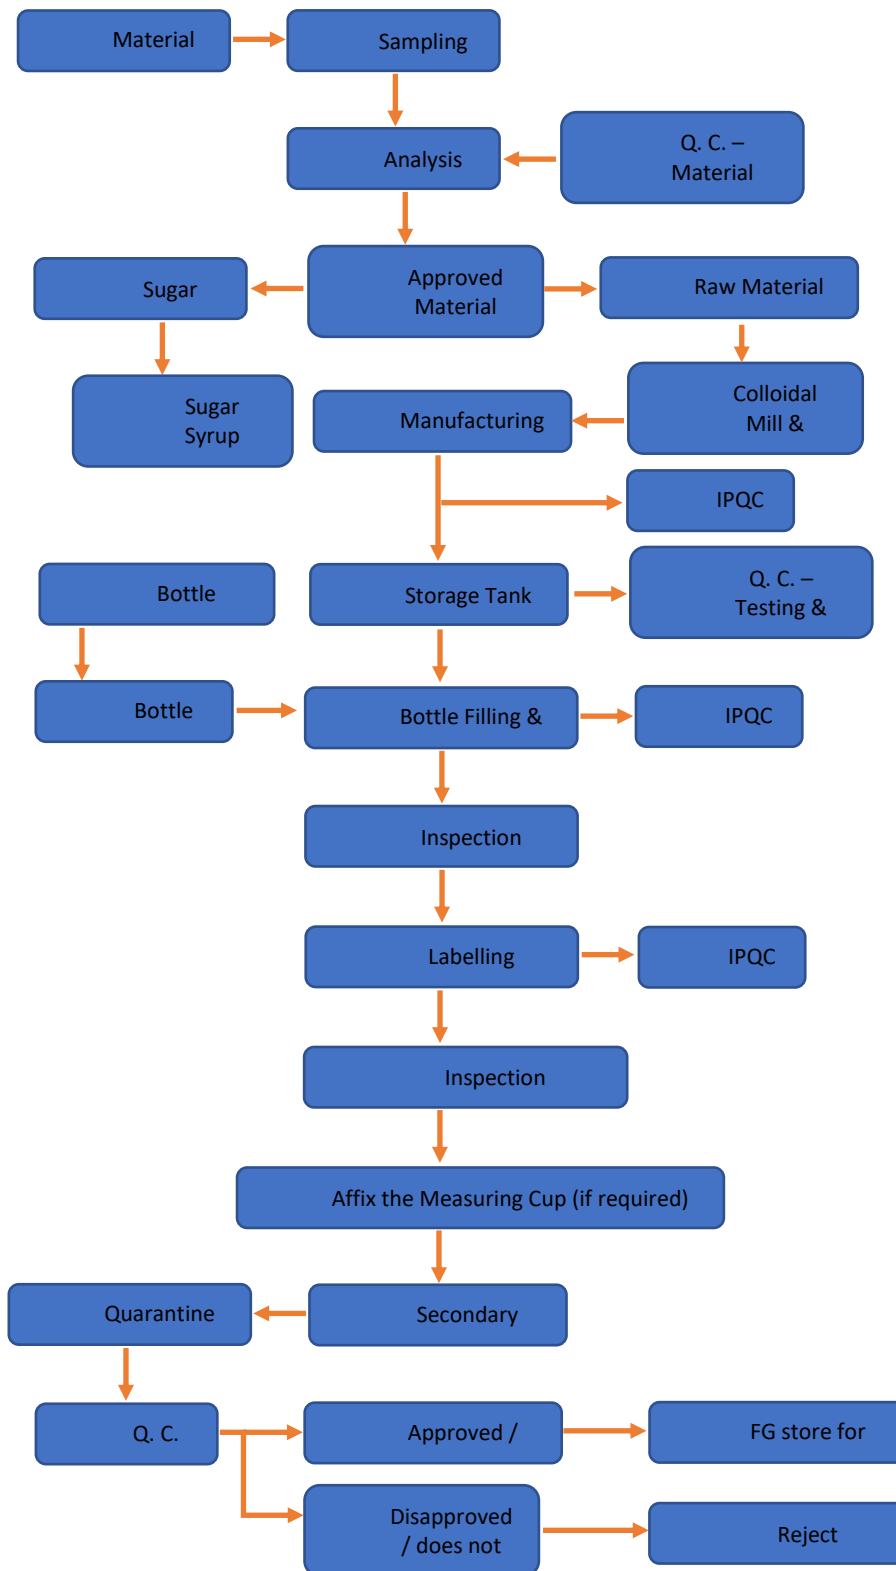 Material
Sampling
Analysis
Q. C. –
Material
Approved
Material
Sugar
Raw Material
Sugar
Syrup
Manufacturing
Colloidal
Mill &
IPQC
Bottle
Storage Tank
Q. C. –
Testing &
Bottle
Bottle Filling &
IPQC
Inspection
Labelling
IPQC
Inspection
Affix the Measuring Cup (if required)
Quarantine
Secondary
Q. C.
Approved /
FG store for
Disapproved
/ does not
Reject